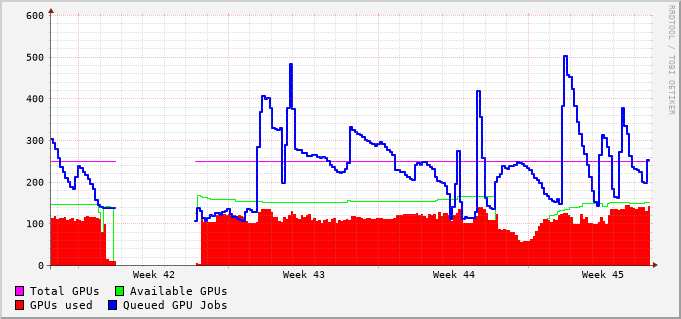 600
500
400
300
200
100
0
Week 42 Week 43 Week 44 Week 45
Total GPUs Available GPUs
GPUs used Queued GPU Jobs
RRDTOOL / TOBI OETIKER